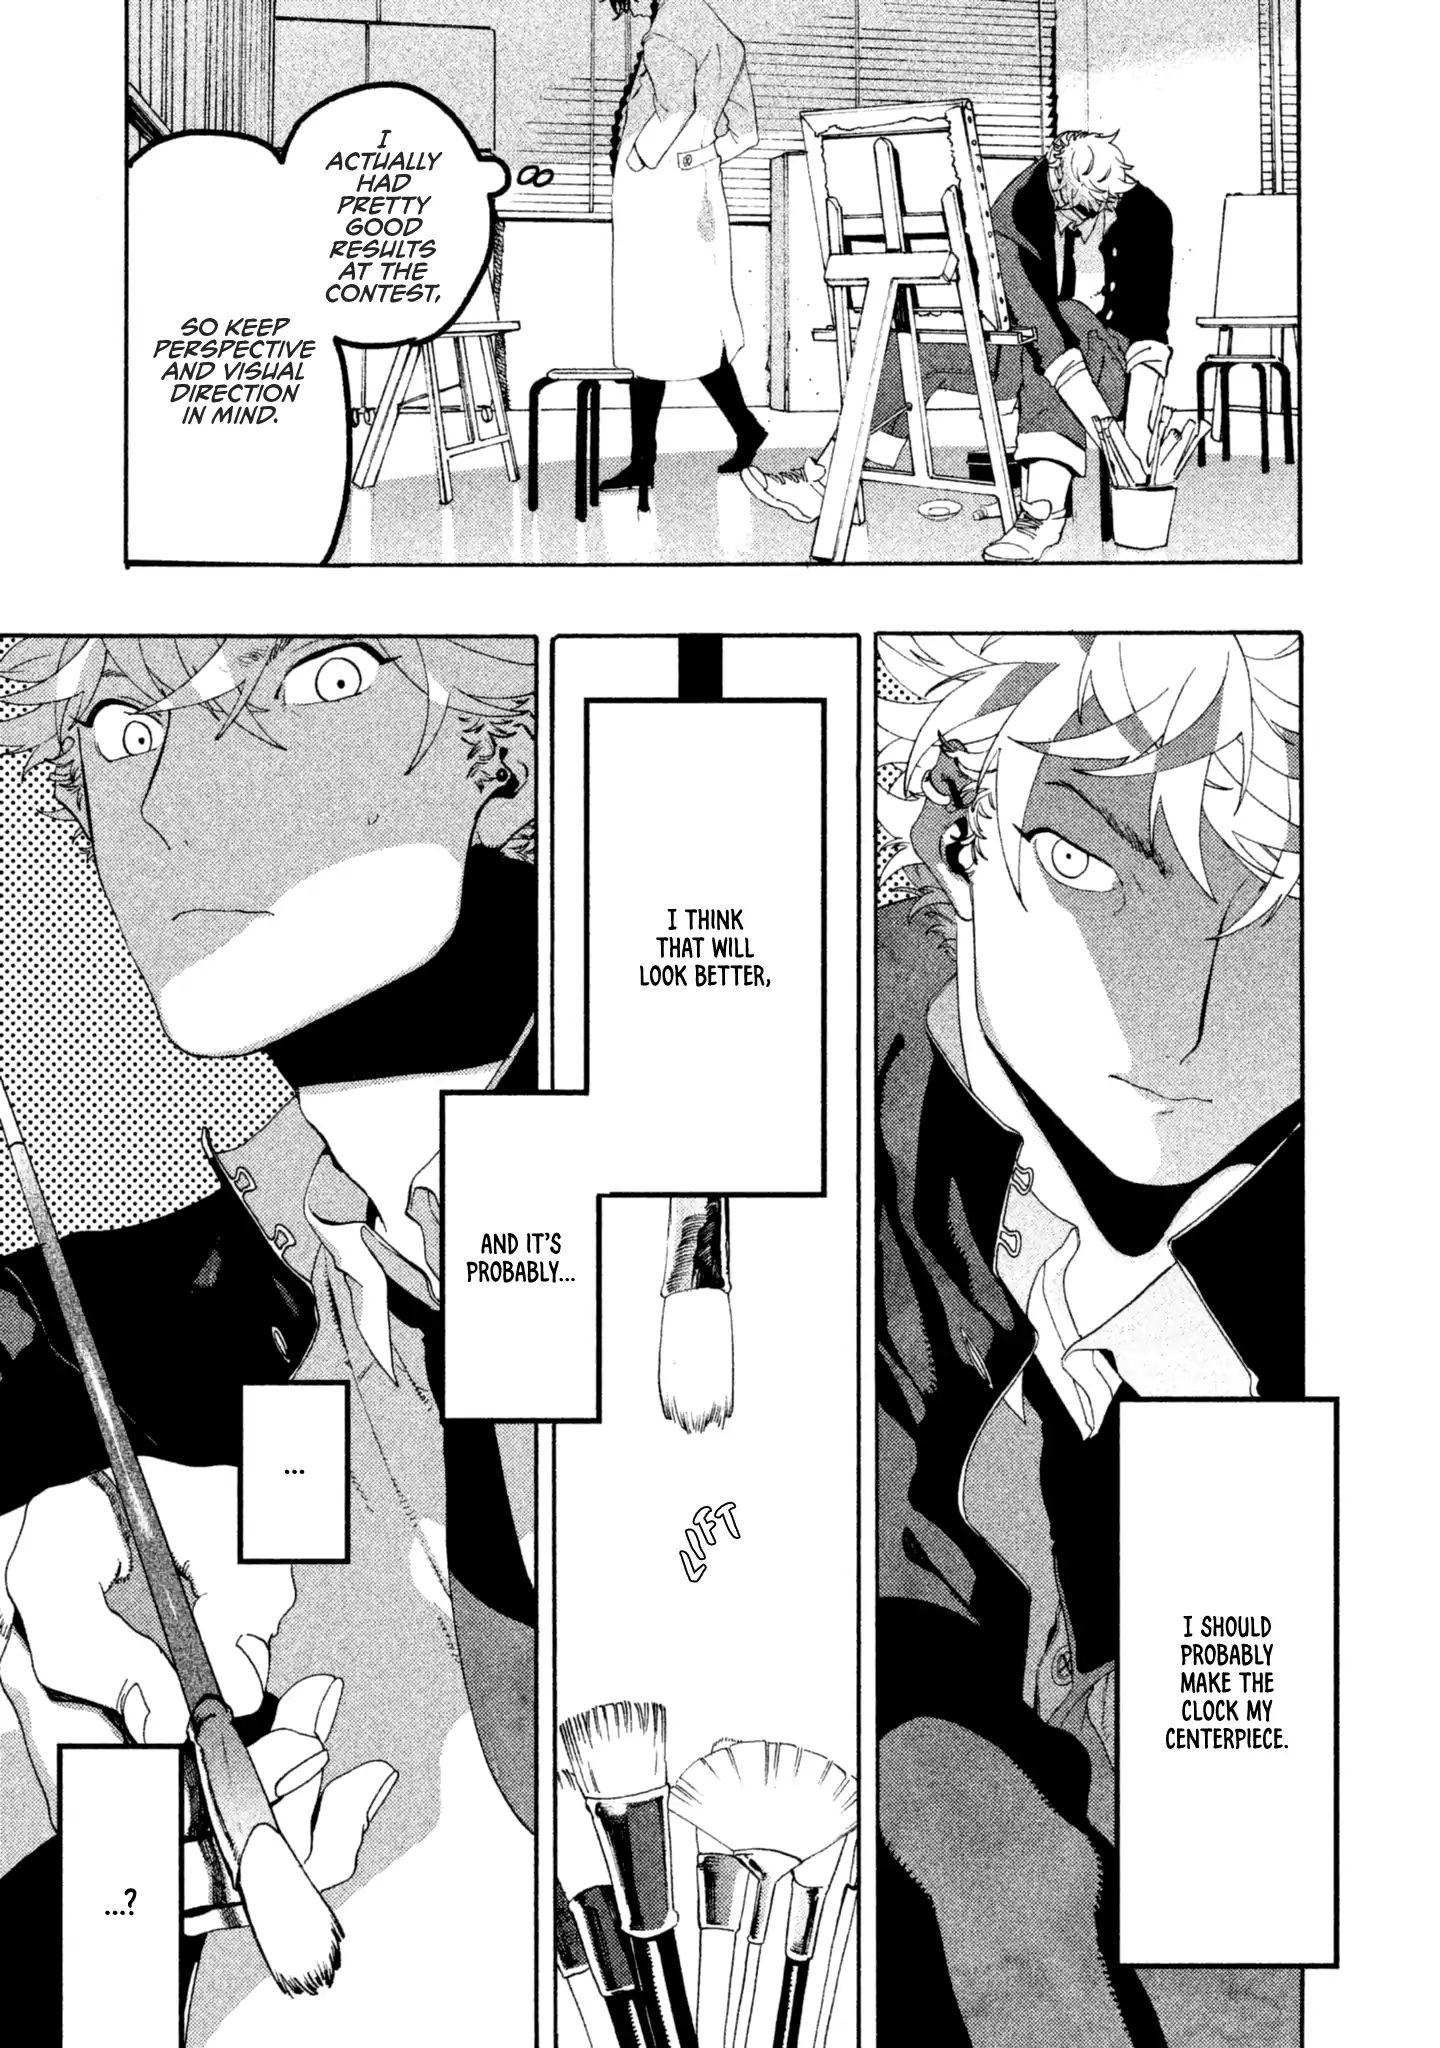 I
ACTUALLY
HAD
PRETTY
GOOD
RESULTS
AT THE
CONTEST,
SO KEEP
PERSPECTIVE
AND VISUAL
DIRECTION
IN MIND.
I SHOULD
PROBABLY
MAKE THE
CLOCK MY
CENTERPIECE.
I THINK
THAT WILL
LOOK BETTER,
LIFT
AND IT'S
PROBABLY...
...
...?